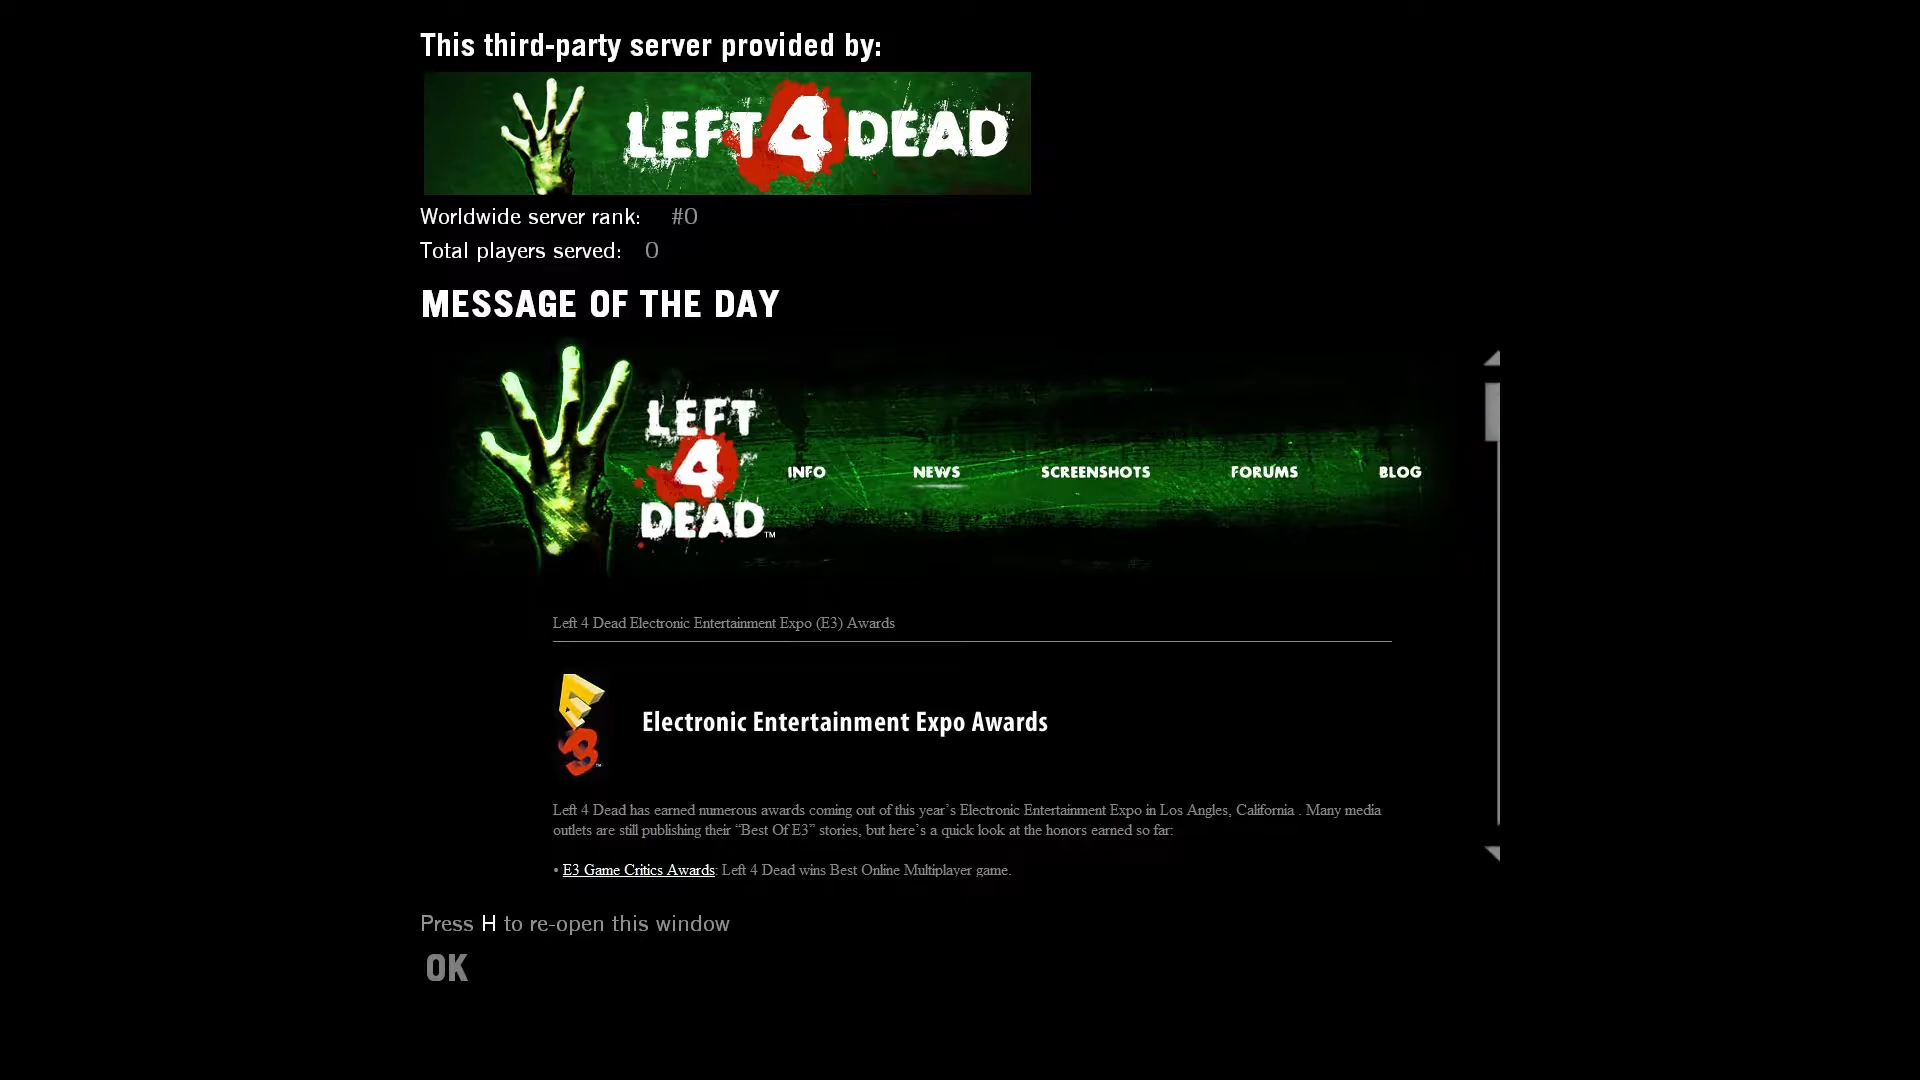 This third-party server provided by:
LEFT 4 DEAD
Worldwide server rank: #0
Total players served: 0
MESSAGE OF THE DAY
LEFT
4
DEAD™
INFO NEWS SCREENSHOTS FORUMS BLOG
Left 4 Dead Electronic Entertainment Expo (E3) Awards
E3™
Electronic Entertainment Expo Awards
Left 4 Dead has earned numerous awards coming out of this year’s Electronic Entertainment Expo in Los Angles, California . Many media
outlets are still publishing their “Best Of E3” stories, but here’s a quick look at the honors earned so far:
• E3 Game Critics Awards: Left 4 Dead wins Best Online Multiplayer game.
Press H to re-open this window
OK